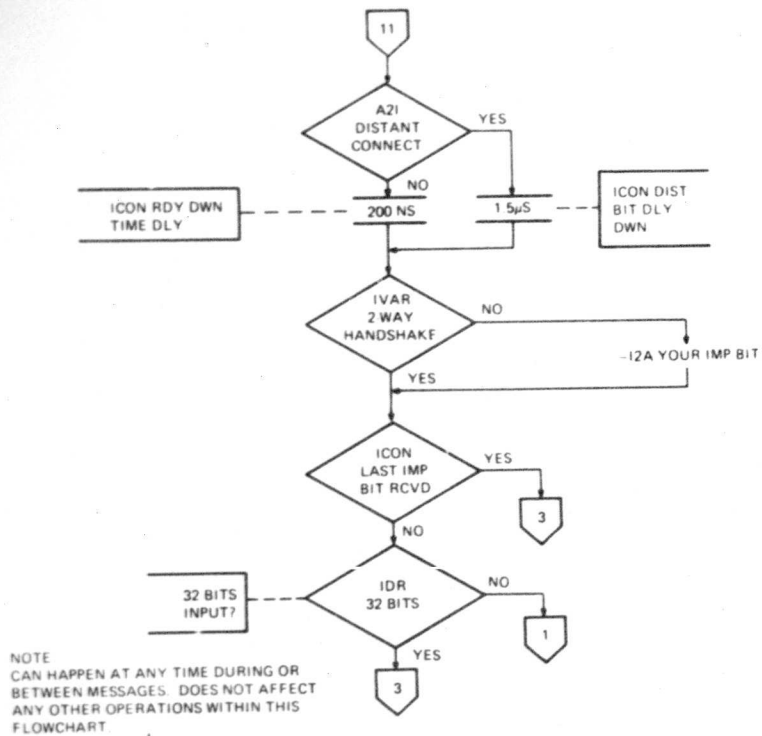 11
A2I
DISTANT
CONNECT
YES
NO
ICON RDY DWN
TIME DLY
200 NS
1 5µS
ICON DIST
BIT DLY
DWN
IVAR
2 WAY
HANDSHAKE
NO
–I2A YOUR IMP BIT
YES
ICON
LAST IMP
BIT RCVD
YES
3
NO
32 BITS
INPUT?
IDR
32 BITS
NO
1
YES
3
NOTE
CAN HAPPEN AT ANY TIME DURING OR
BETWEEN MESSAGES. DOES NOT AFFECT
ANY OTHER OPERATIONS WITHIN THIS
FLOWCHART